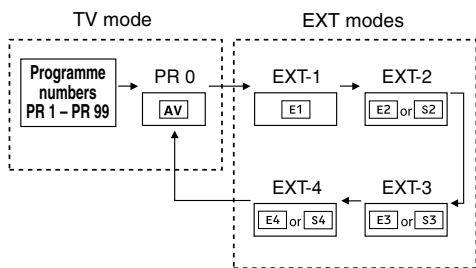 TV mode
EXT modes
Programme
numbers
PR 1 – PR 99
PR 0
AV
EXT-1
E1
EXT-2
E2 or S2
EXT-4
E4 or S4
EXT-3
E3 or S3